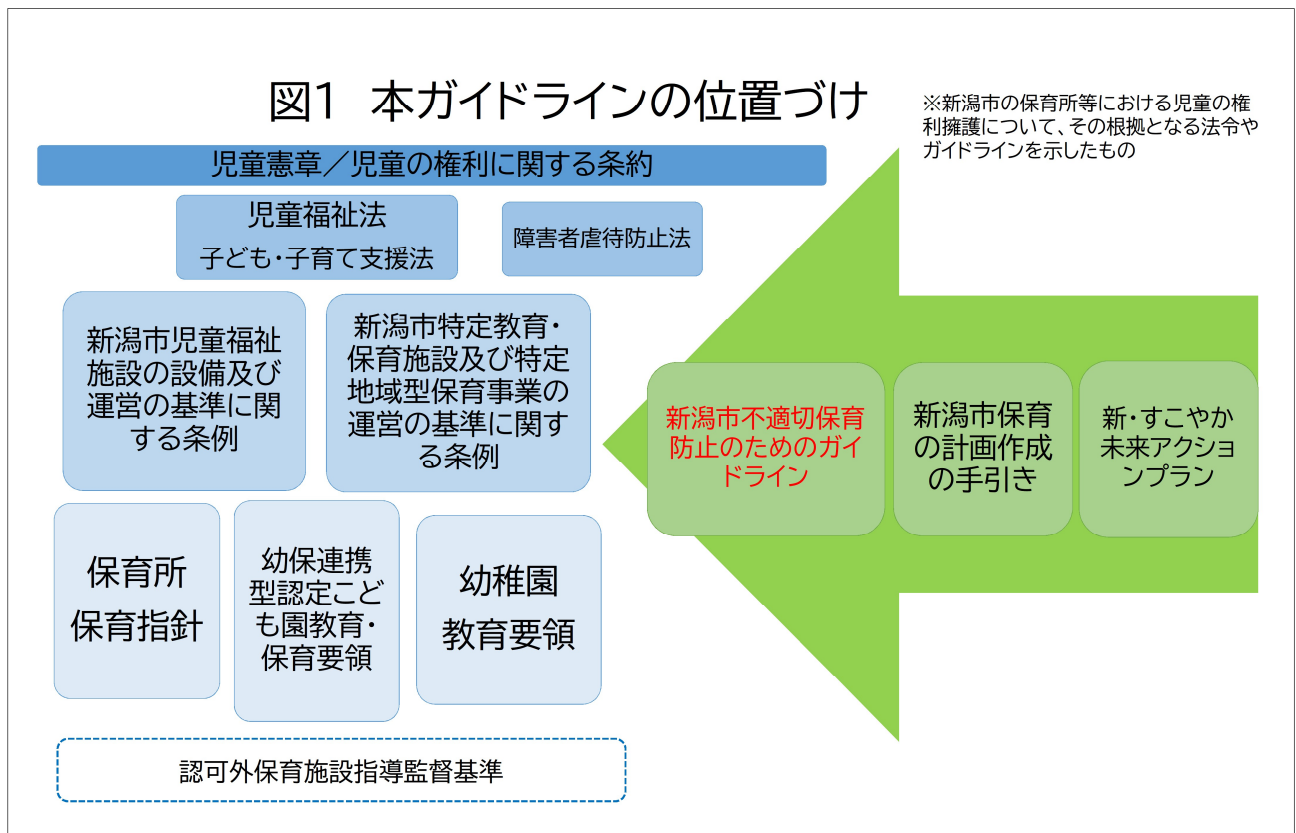 図1 本ガイドラインの位置づけ
※新潟市の保育所等における児童の権
利擁護について、その根拠となる法令や
ガイドラインを示したもの
児童憲章／児童の権利に関する条約
児童福祉法
子ども・子育て支援法
障害者虐待防止法
新潟市児童福祉
施設の設備及び
運営の基準に関
する条例
新潟市特定教育・
保育施設及び特定
地域型保育事業の
運営の基準に関す
る条例
新潟市不適切保育
防止のためのガイ
ドライン
新潟市保育
の計画作成
の手引き
新・すこやか
未来アクショ
ンプラン
保育所
保育指針
幼保連携
型認定こど
も園教育・
保育要領
幼稚園
教育要領
認可外保育施設指導監督基準